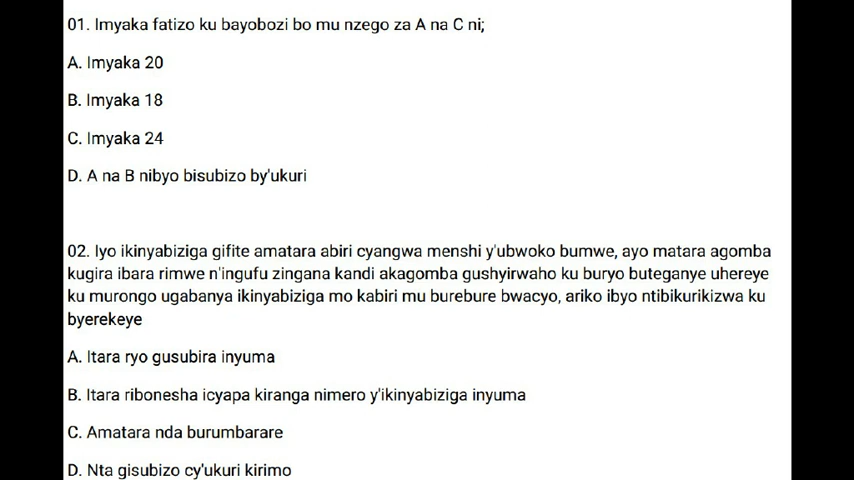 01. Imyaka fatizo ku bayobozi bo mu nzego za A na C ni;
A. Imyaka 20
B. Imyaka 18
C. Imyaka 24
D. A na B nibyo bisubizo by'ukuri
02. Iyo ikinyabiziga gifite amatara abiri cyangwa menshi y'ubwoko bumwe, ayo matara agomba
kugira ibara rimwe n'ingufu zingana kandi akagomba gushyirwaho ku buryo buteganye uhereye
ku murongo ugabanya ikinyabiziga mo kabiri mu burebure bwacyo, ariko ibyo ntibikurikizwa ku
byerekeye
A. Itara ryo gusubira inyuma
B. Itara ribonesha icyapa kiranga nimero y'ikinyabiziga inyuma
C. Amatara nda burumbarare
D. Nta gisubizo cy'ukuri kirimo